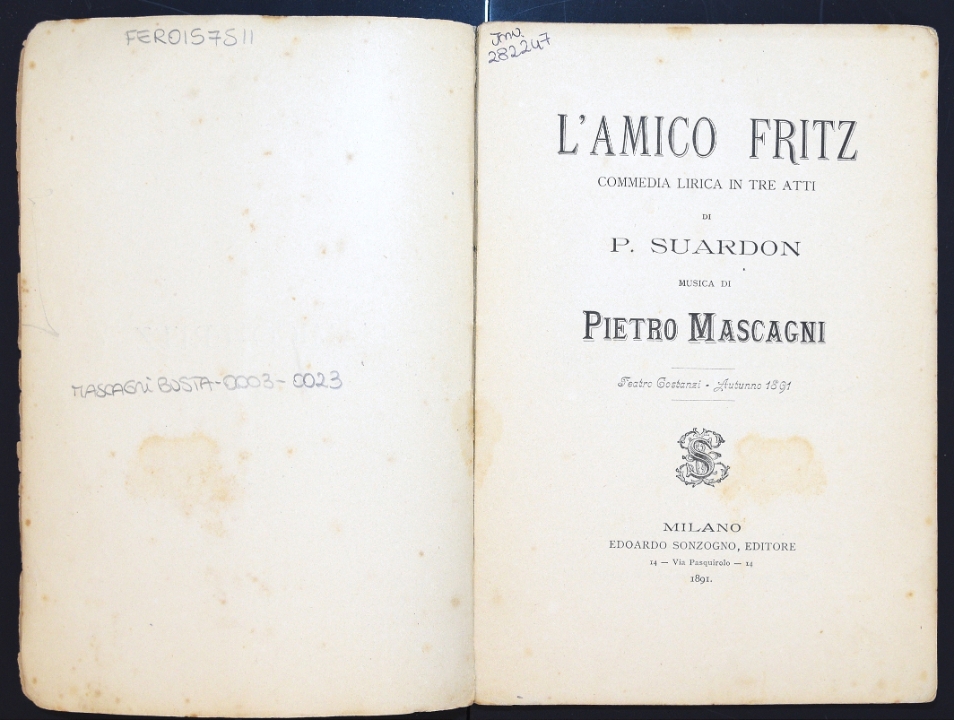 FERO157511
MASCAGNI BUSTA-0003-0023
Inv.
282247
L'AMICO FRITZ
COMMEDIA LIRICA IN TRE ATTI
DI
P. SUARDON
MUSICA DI
PIETRO MASCAGNI
Teatro Costanzi - Autunno 1891
MILANO
EDOARDO SONZOGNO, EDITORE
14 — Via Pasquirolo — 14
1891.